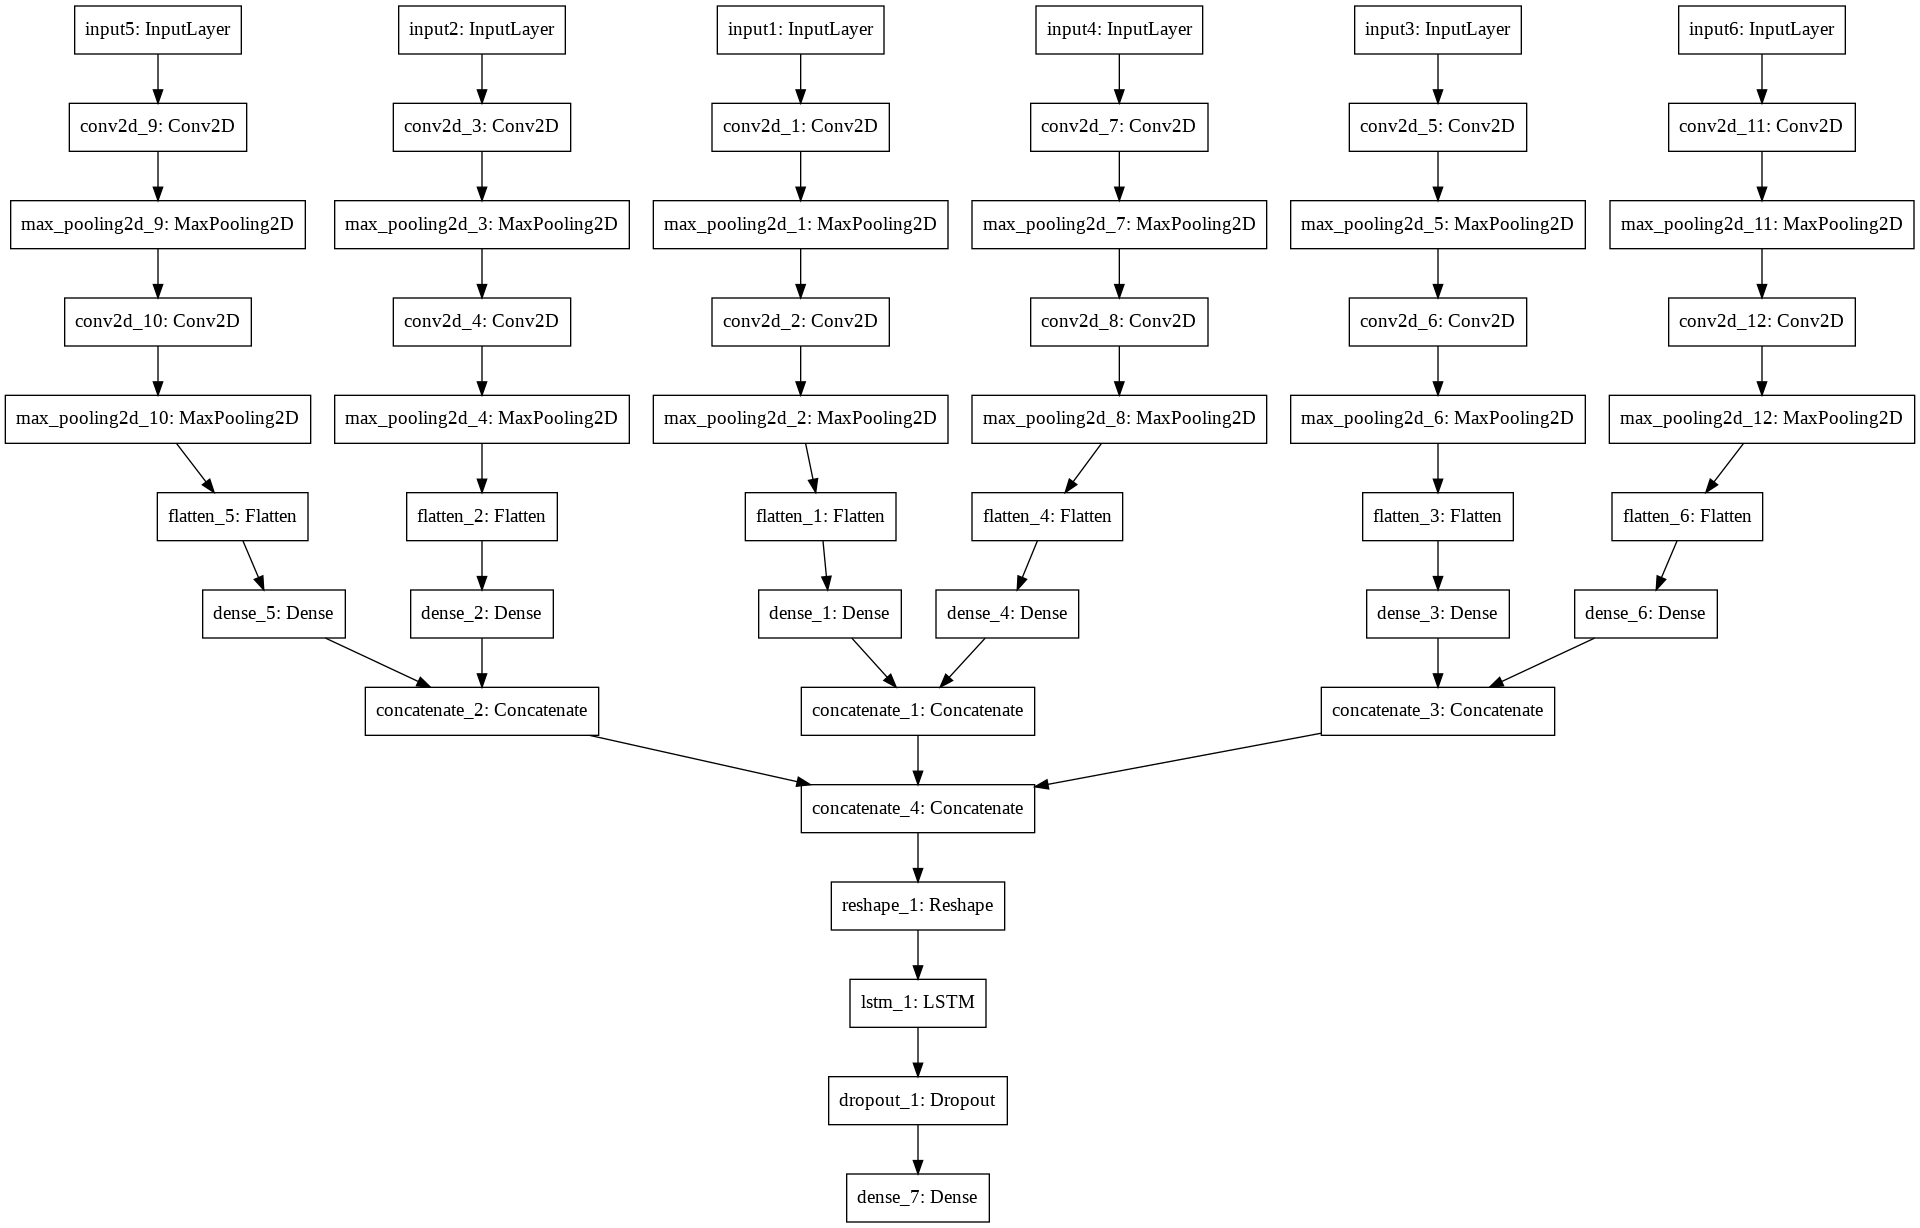 input5: InputLayer
input2: InputLayer
input1: InputLayer
input4: InputLayer
input3: InputLayer
input6: InputLayer
conv2d_9: Conv2D
conv2d_3: Conv2D
conv2d_1: Conv2D
conv2d_7: Conv2D
conv2d_5: Conv2D
conv2d_11: Conv2D
max_pooling2d_9: MaxPooling2D
max_pooling2d_3: MaxPooling2D
max_pooling2d_1: MaxPooling2D
max_pooling2d_7: MaxPooling2D
max_pooling2d_5: MaxPooling2D
max_pooling2d_11: MaxPooling2D
conv2d_10: Conv2D
conv2d_4: Conv2D
conv2d_2: Conv2D
conv2d_8: Conv2D
conv2d_6: Conv2D
conv2d_12: Conv2D
max_pooling2d_10: MaxPooling2D
max_pooling2d_4: MaxPooling2D
max_pooling2d_2: MaxPooling2D
max_pooling2d_8: MaxPooling2D
max_pooling2d_6: MaxPooling2D
max_pooling2d_12: MaxPooling2D
flatten_5: Flatten
flatten_2: Flatten
flatten_1: Flatten
flatten_4: Flatten
flatten_3: Flatten
flatten_6: Flatten
dense_5: Dense
dense_2: Dense
dense_1: Dense
dense_4: Dense
dense_3: Dense
dense_6: Dense
concatenate_2: Concatenate
concatenate_1: Concatenate
concatenate_3: Concatenate
concatenate_4: Concatenate
reshape_1: Reshape
lstm_1: LSTM
dropout_1: Dropout
dense_7: Dense